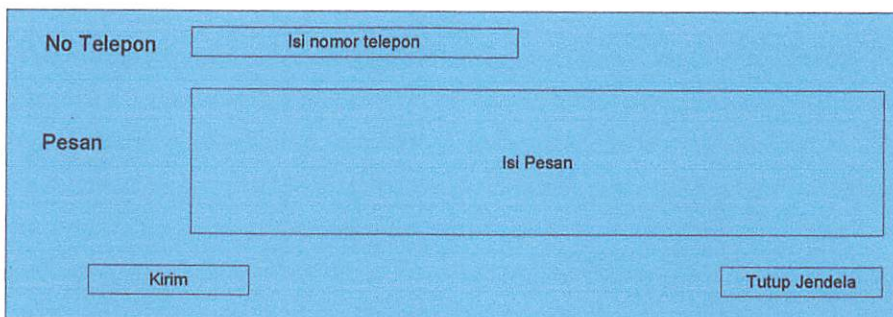 No Telepon
Isi nomor telepon
Pesan
Isi Pesan
Kirim
Tutup Jendela